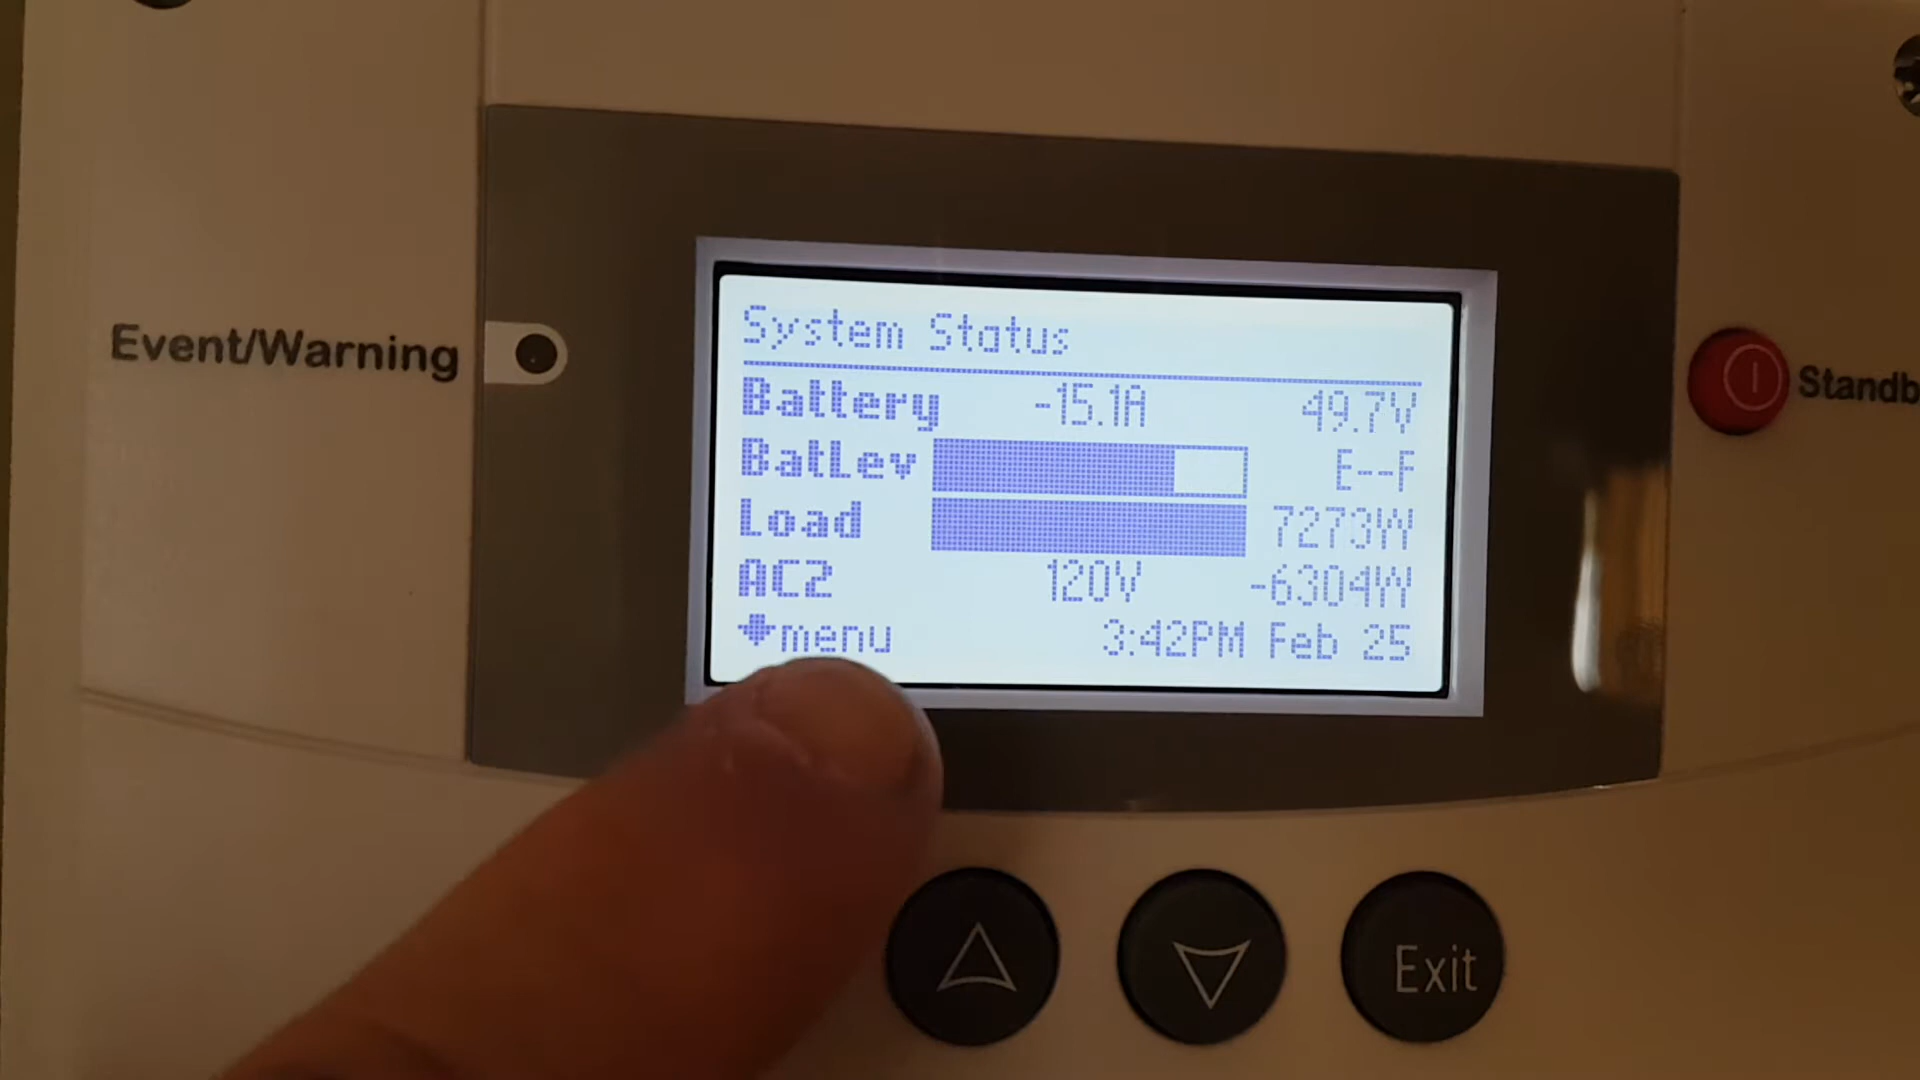 System Status
Battery -15.1A 49.7V
BatLev E--F
Load 7273W
AC2 120V -6304W
menu 3:42PM Feb 25
Event/Warning
Standb
Exit